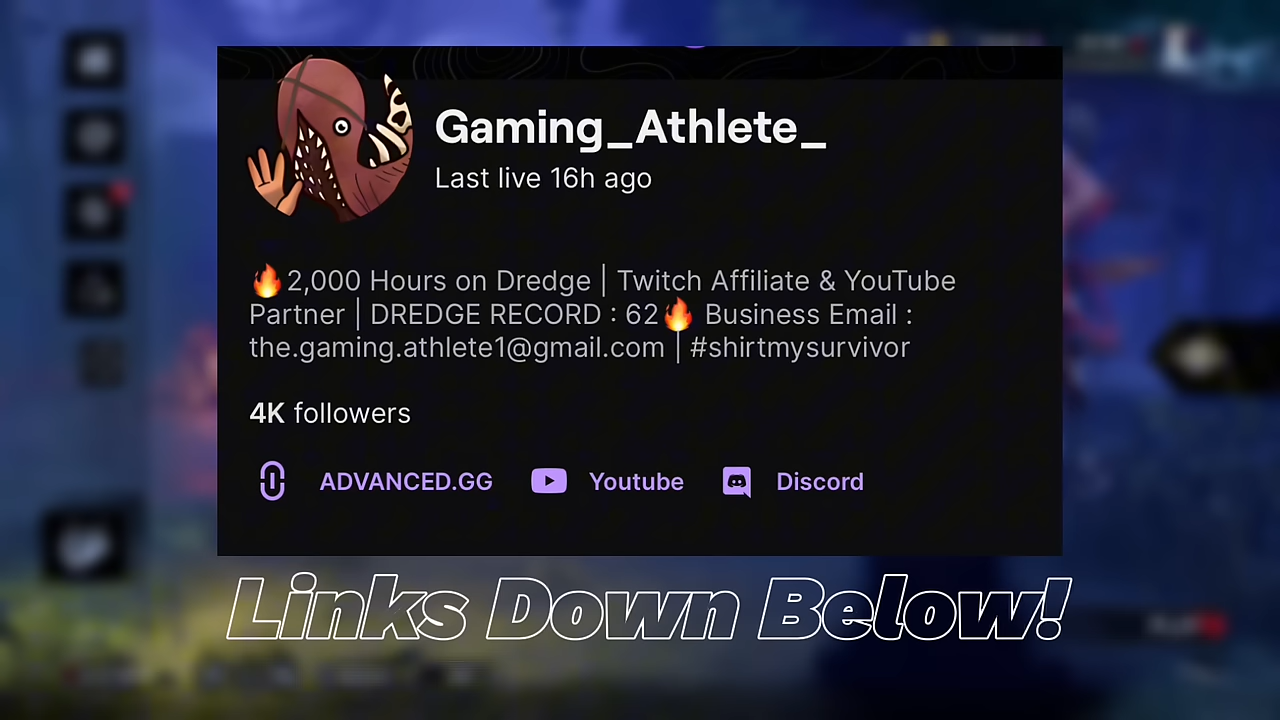 Gaming_Athlete_
Last live 16h ago
🔥2,000 Hours on Dredge | Twitch Affiliate & YouTube
Partner | DREDGE RECORD : 62🔥 Business Email :
the.gaming.athlete1@gmail.com | #shirtmysurvivor
4K followers
ADVANCED.GG Youtube Discord
Links Down Below!